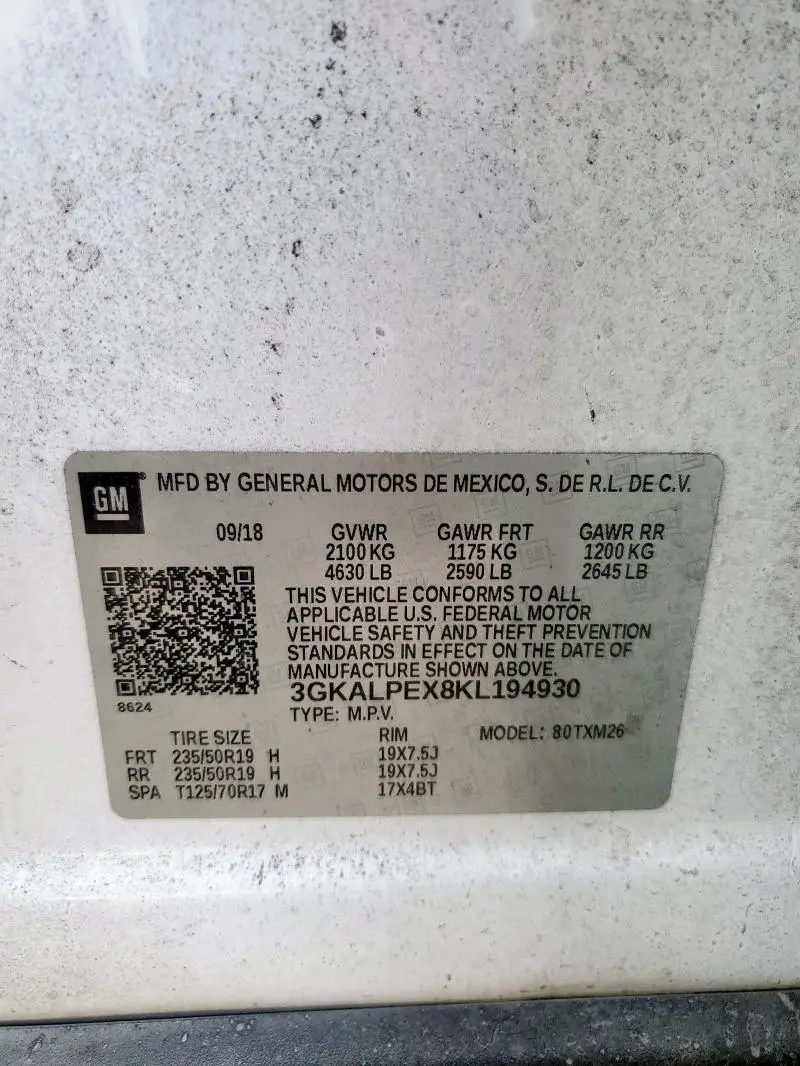 GM® MFD BY GENERAL MOTORS DE MEXICO, S. DE R.L. DE C.V.
09/18 GVWR GAWR FRT GAWR RR
2100 KG 1175 KG 1200 KG
4630 LB 2590 LB 2645 LB
THIS VEHICLE CONFORMS TO ALL
APPLICABLE U.S. FEDERAL MOTOR
VEHICLE SAFETY AND THEFT PREVENTION
STANDARDS IN EFFECT ON THE DATE OF
MANUFACTURE SHOWN ABOVE.
3GKALPEX8KL194930
8624
TYPE: M.P.V.
TIRE SIZE RIM MODEL: 80TXM26
FRT 235/50R19 H 19X7.5J
RR 235/50R19 H 19X7.5J
SPA T125/70R17 M 17X4BT